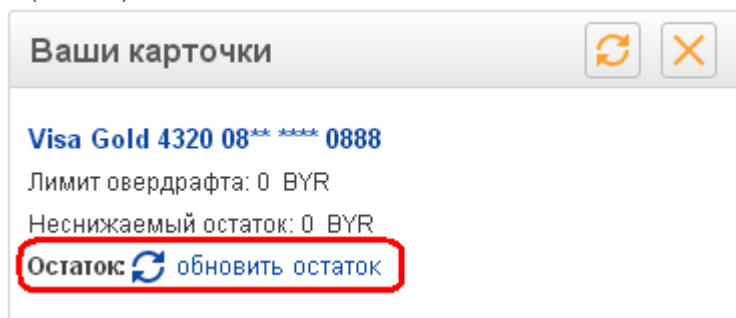 Ваши карточки
Visa Gold 4320 08** **** 0888
Лимит овердрафта: 0 BYR
Неснижаемый остаток: 0 BYR
Остаток: обновить остаток